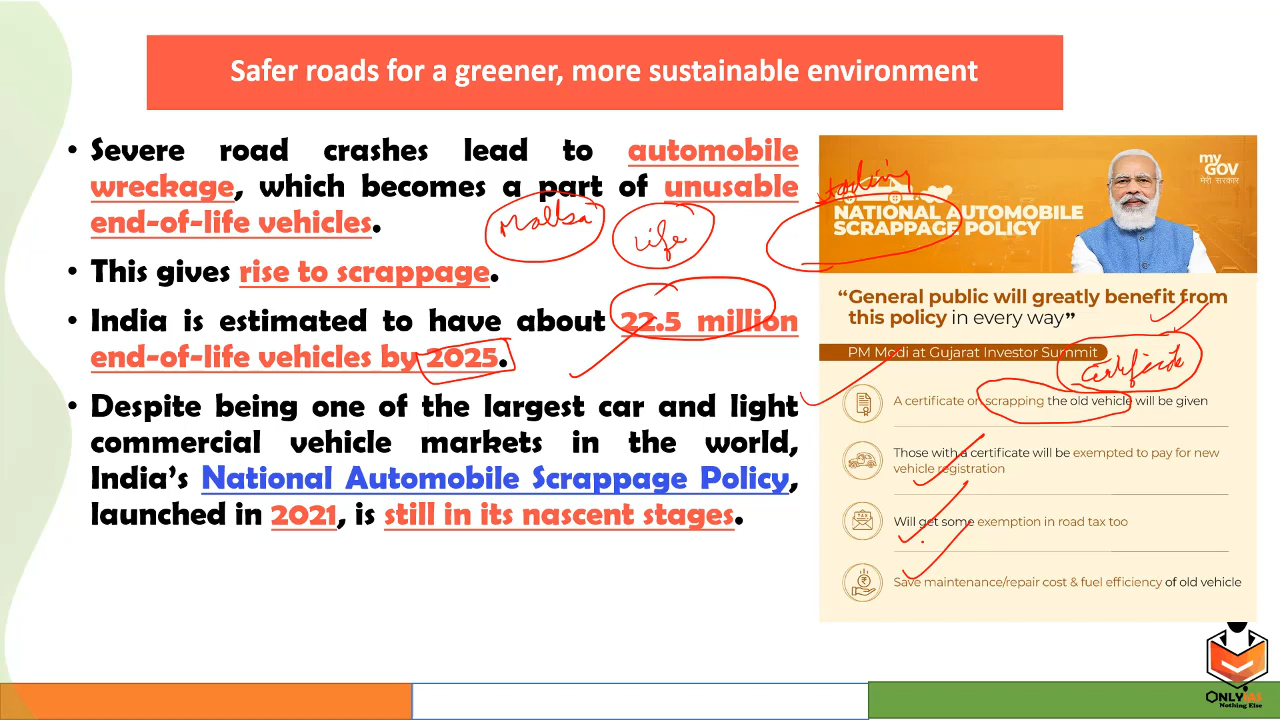 Safer roads for a greener, more sustainable environment
• Severe road crashes lead to automobile
wreckage, which becomes a part of unusable
end-of-life vehicles.
Life
• This gives rise to scrappage.
• India is estimated to have about 22.5 million
end-of-life vehicles by 2025.
• Despite being one of the largest car and light
commercial vehicle markets in the world,
India's National Automobile Scrappage Policy,
launched in 2021, is still in its nascent stages.
my
GOV
मेरी सरकार
NATIONAL AUTOMOBILE
SCRAPPAGE POLICY
“General public will greatly benefit from
this policy in every way”
PM Modi at Gujarat Investor Summit
Certificate
A certificate on scrapping the old vehicle will be given
Those with a certificate will be exempted to pay for new
vehicle registration
TAX
Will get some exemption in road tax too
₹
Save maintenance/repair cost & fuel efficiency of old vehicle
ONLYIAS
Nothing Else